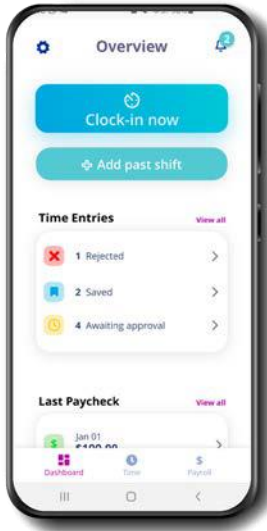 Overview
2
Clock-in now
Add past shift
Time Entries View all
1 Rejected
2 Saved
4 Awaiting approval
Last Paycheck View all
Jan 01
Dashboard Time Payroll